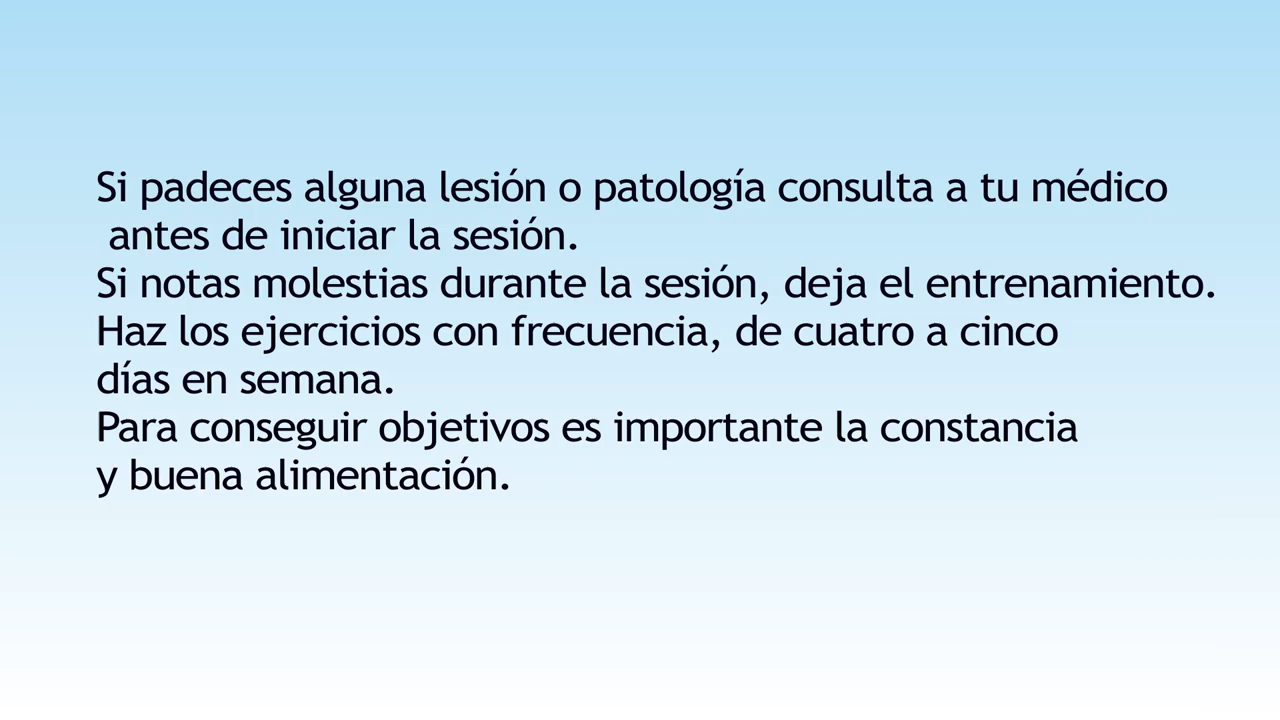 Si padeces alguna lesión o patología consulta a tu médico
antes de iniciar la sesión.
Si notas molestias durante la sesión, deja el entrenamiento.
Haz los ejercicios con frecuencia, de cuatro a cinco
días en semana.
Para conseguir objetivos es importante la constancia
y buena alimentación.